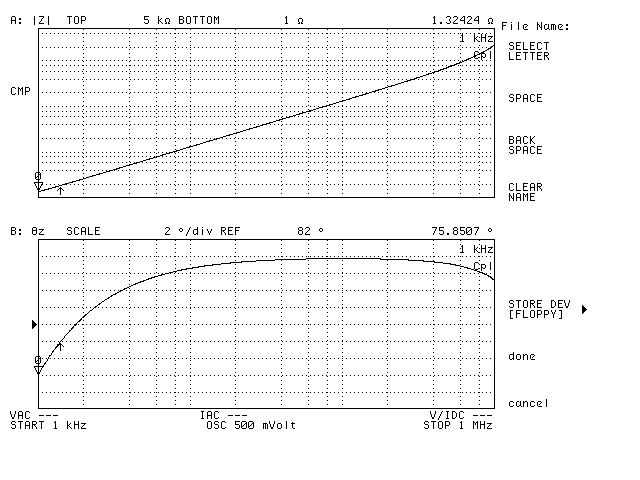 A: |Z| TOP 5 kΩ BOTTOM 1 Ω 1.32424 Ω
File Name:
1 kHz
SELECT
LETTER
Cpl
CMP
SPACE
BACK
SPACE
0
CLEAR
NAME
B: θz SCALE 2 °/div REF 82 ° 75.8507 °
1 kHz
Cpl
STORE DEV
[FLOPPY]
0
done
cancel
VAC --- IAC --- V/IDC ---
START 1 kHz OSC 500 mVolt STOP 1 MHz